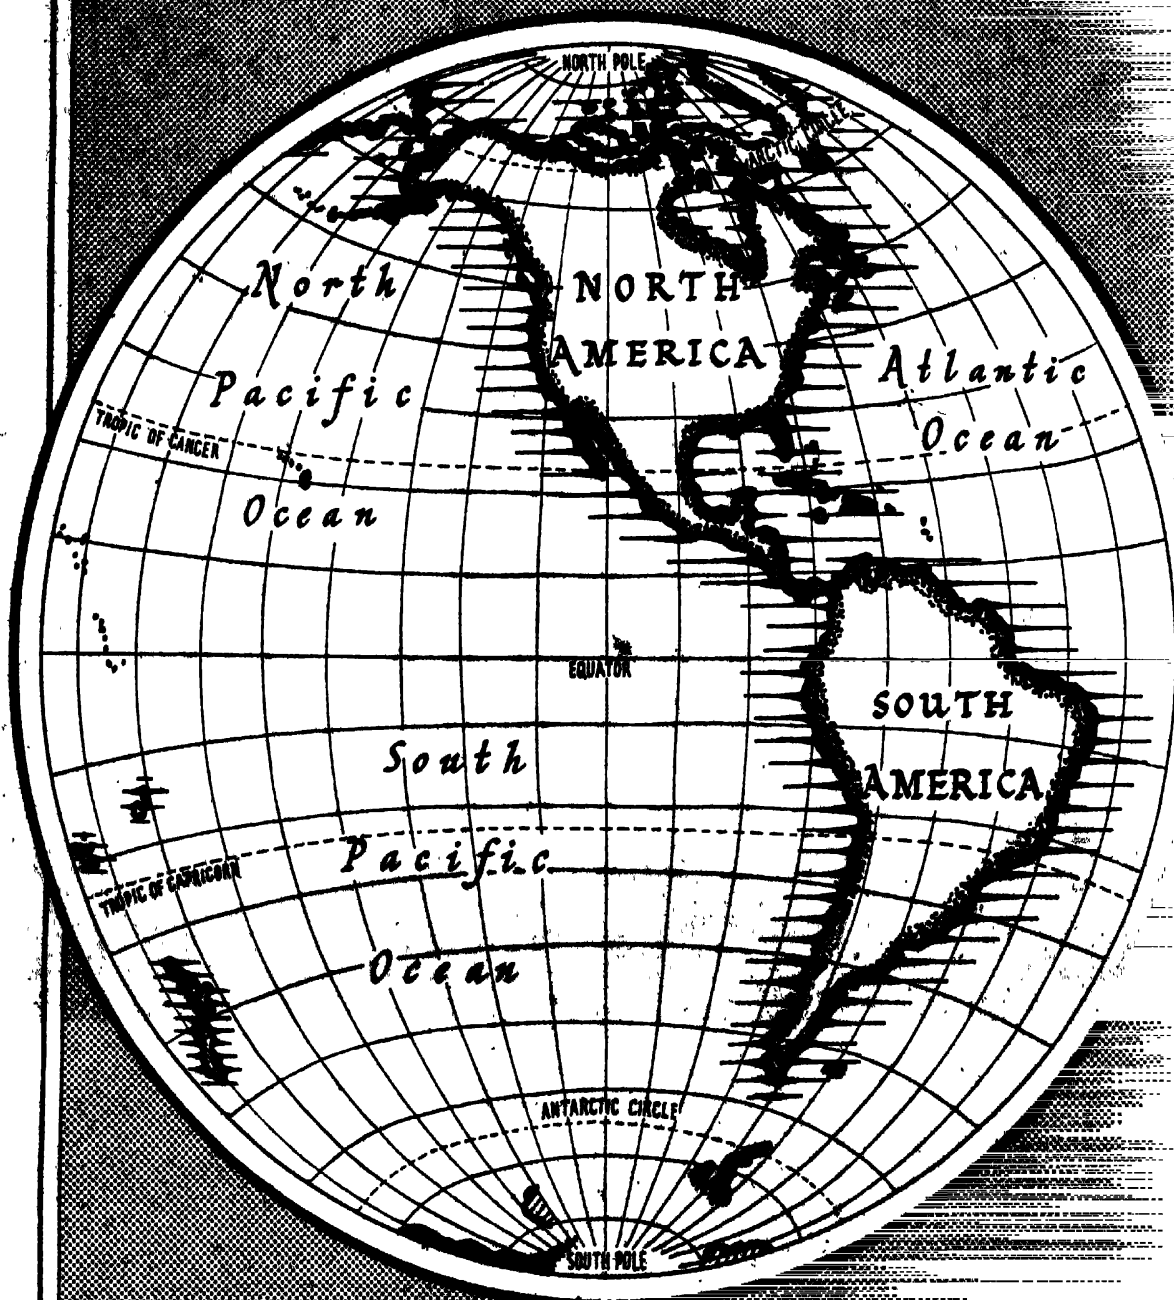 NORTH POLE
ARCTIC CIRCLE
North
Pacific
Ocean
NORTH
AMERICA
Atlantic
Ocean
TROPIC OF CANCER
EQUATOR
SOUTH
AMERICA
South
Pacific
Ocean
TROPIC OF CAPRICORN
ANTARCTIC CIRCLE
SOUTH POLE